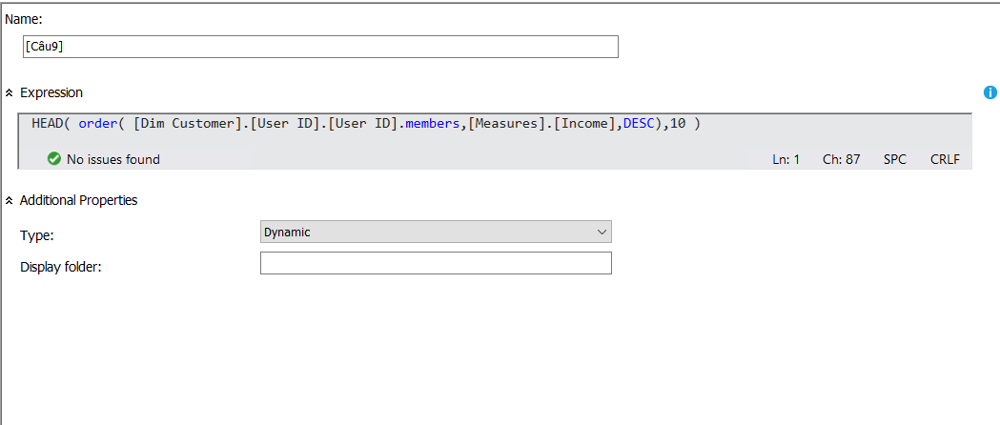 Name:
[Câu9]
Expression
HEAD( order( [Dim Customer].[User ID].[User ID].members,[Measures].[Income],DESC),10 )
No issues found Ln: 1 Ch: 87 SPC CRLF
Additional Properties
Type: Dynamic
Display folder: